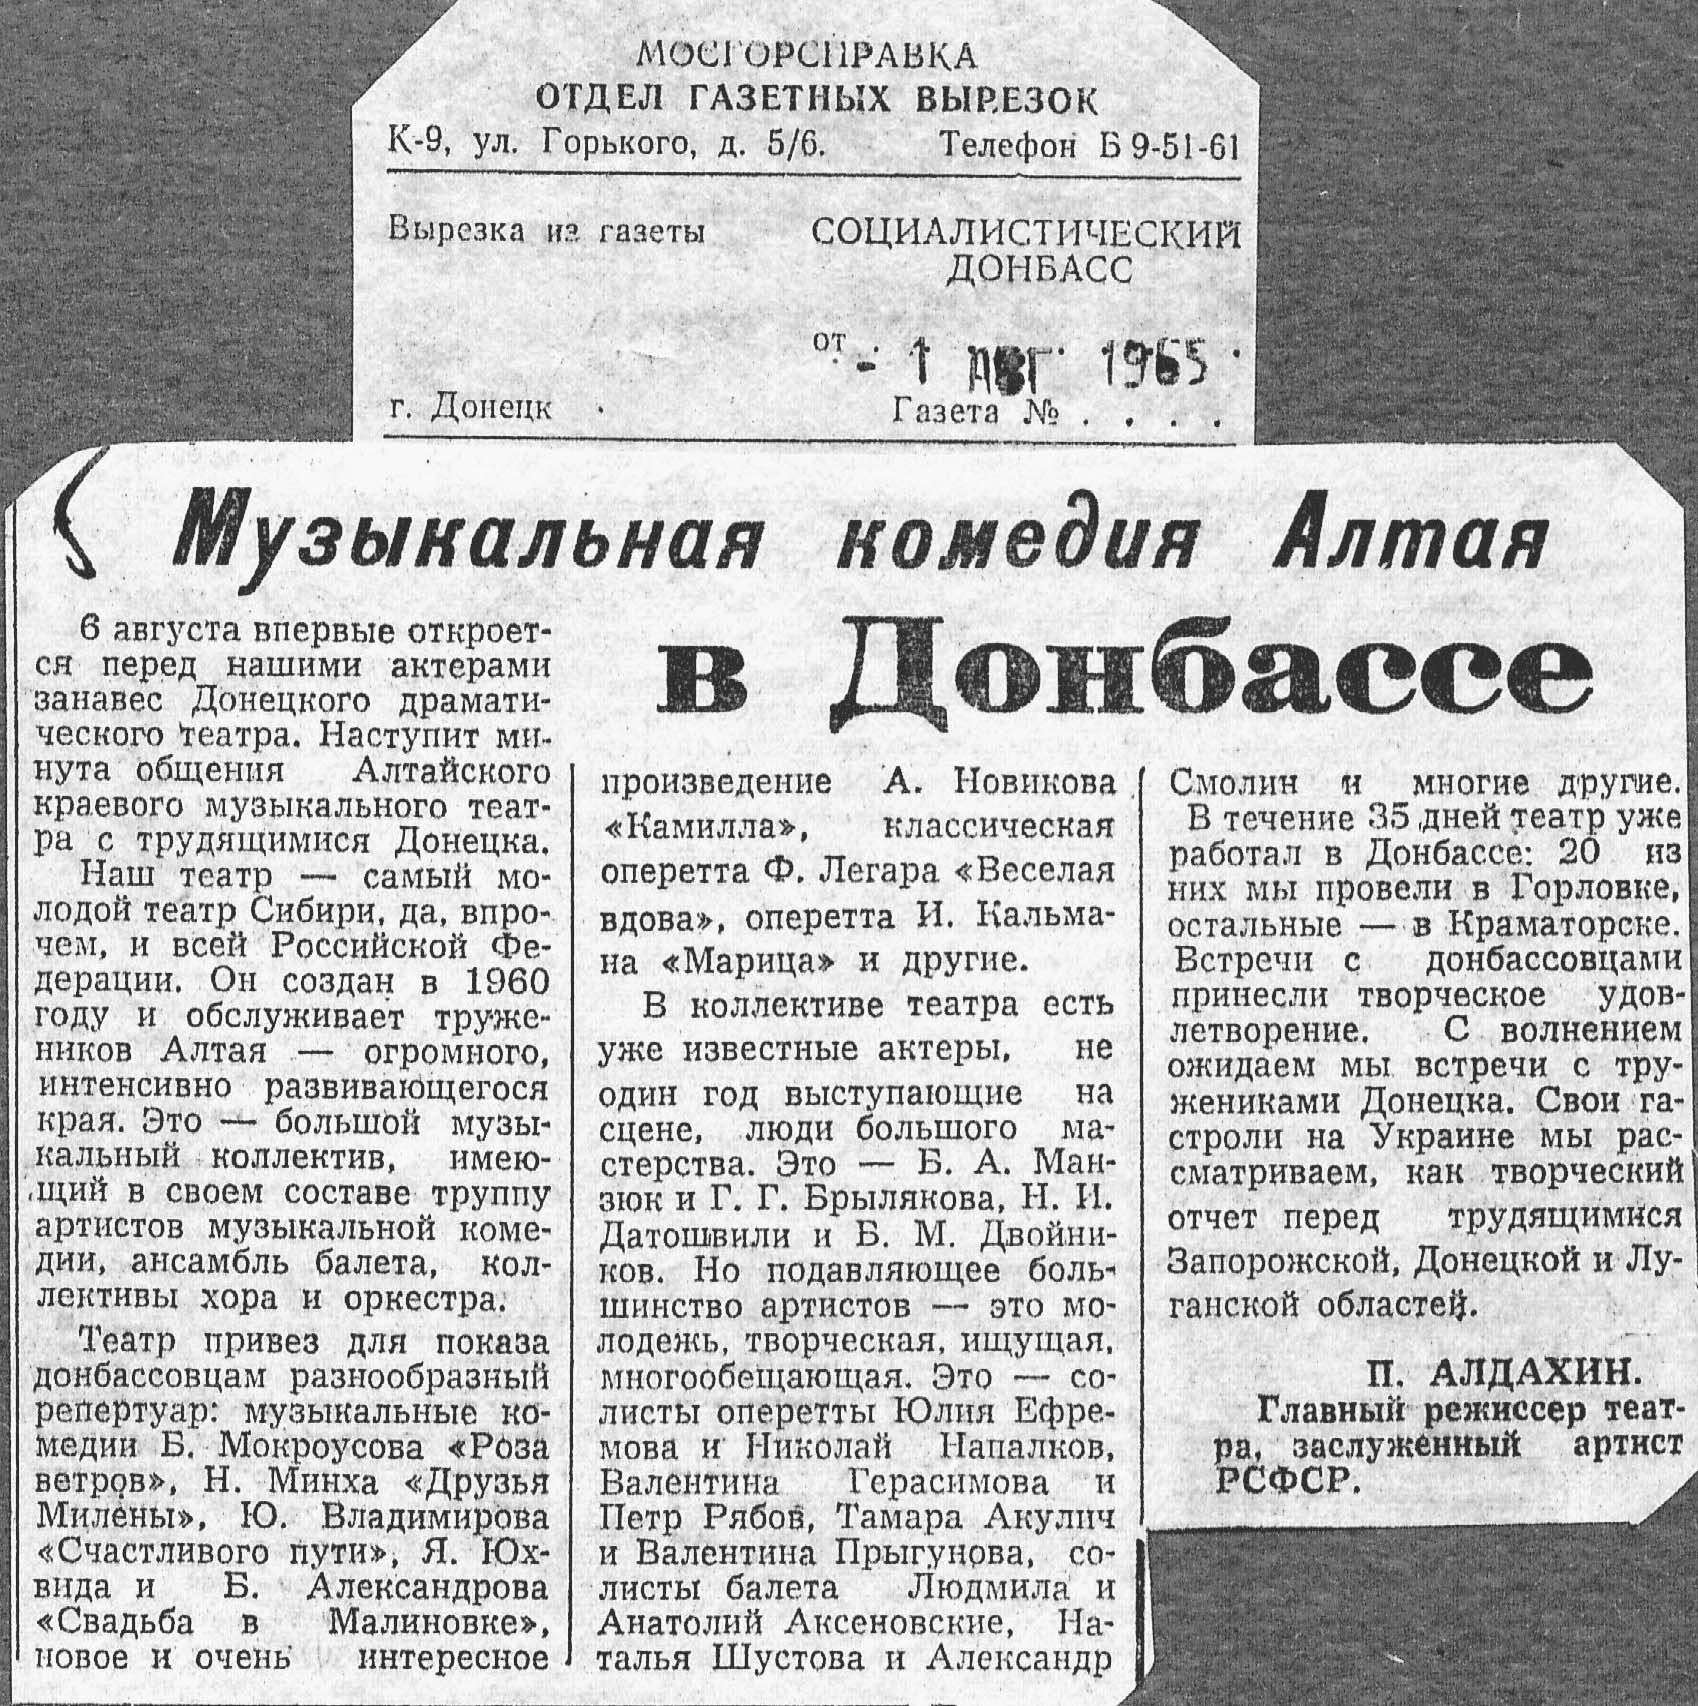 МОСГОРСПРАВКА
ОТДЕЛ ГАЗЕТНЫХ ВЫРЕЗОК
К-9, ул. Горького, д. 5/6. Телефон Б 9-51-61
Вырезка из газеты
СОЦИАЛИСТИЧЕСКИЙ
ДОНБАСС
от - 1 АВГ 1965
г. Донецк Газета № . . . .
Музыкальная комедия Алтая
в Донбассе
6 августа впервые откроет-
ся перед нашими актерами
занавес Донецкого драмати-
ческого театра. Наступит ми-
нута общения Алтайского
краевого музыкального теат-
ра с трудящимися Донецка.
Наш театр — самый мо-
лодой театр Сибири, да, впро-
чем, и всей Российской Фе-
дерации. Он создан в 1960
году и обслуживает труже-
ников Алтая — огромного,
интенсивно развивающегося
края. Это — большой музы-
кальный коллектив, имею-
щий в своем составе труппу
артистов музыкальной коме-
дии, ансамбль балета, кол-
лективы хора и оркестра.
Театр привез для показа
донбассовцам разнообразный
репертуар: музыкальные ко-
медии Б. Мокроусова «Роза
ветров», Н. Минха «Друзья
Милены», Ю. Владимирова
«Счастливого пути», Я. Юх-
вида и Б. Александрова
«Свадьба в Малиновке»,
новое и очень интересное
произведение А. Новикова
«Камилла», классическая
оперетта Ф. Легара «Веселая
вдова», оперетта И. Кальма-
на «Марица» и другие.
В коллективе театра есть
уже известные актеры, не
один год выступающие на
сцене, люди большого ма-
стерства. Это — Б. А. Ман-
зюк и Г. Г. Брылякова, Н. И.
Датошвили и Б. М. Двойни-
ков. Но подавляющее боль-
шинство артистов — это мо-
лодежь, творческая, ищущая,
многообещающая. Это — со-
листы оперетты Юлия Ефре-
мова и Николай Напалков,
Валентина Герасимова и
Петр Рябов, Тамара Акулич
и Валентина Прыгунова, со-
листы балета Людмила и
Анатолий Аксеновские, На-
талья Шустова и Александр
Смолин и многие другие.
В течение 35 дней театр уже
работал в Донбассе: 20 из
них мы провели в Горловке,
остальные — в Краматорске.
Встречи с донбассовцами
принесли творческое удов-
летворение. С волнением
ожидаем мы встречи с тру-
жениками Донецка. Свои га-
строли на Украине мы рас-
сматриваем, как творческий
отчет перед трудящимися
Запорожской, Донецкой и Лу-
ганской областей.
П. АЛДАХИН.
Главный режиссер теат-
ра, заслуженный артист
РСФСР.